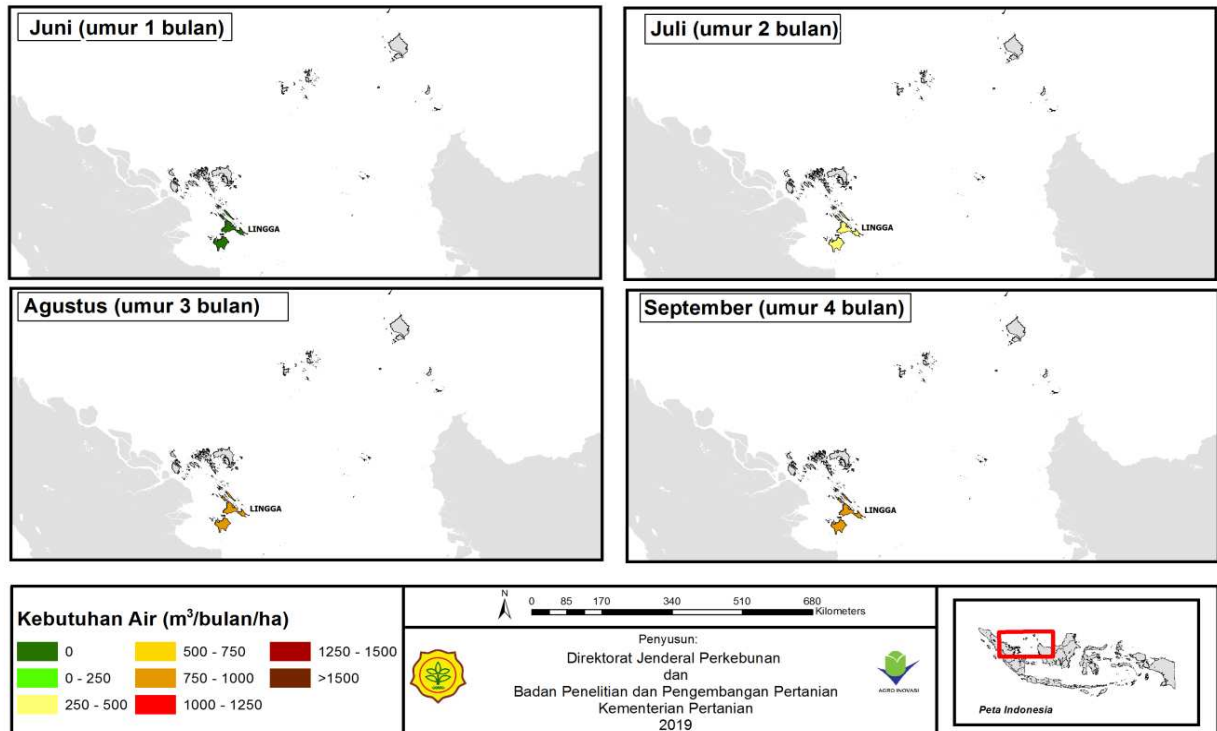 Juni (umur 1 bulan)
LINGGA
Juli (umur 2 bulan)
LINGGA
Agustus (umur 3 bulan)
LINGGA
September (umur 4 bulan)
LINGGA
Kebutuhan Air (m³/bulan/ha)
0
0 - 250
250 - 500
500 - 750
750 - 1000
1000 - 1250
1250 - 1500
>1500
N
0 85 170 340 510 680
Kilometers
Penyusun:
Direktorat Jenderal Perkebunan
dan
Badan Penelitian dan Pengembangan Pertanian
Kementerian Pertanian
2019
AGRO INOVASI
Peta Indonesia